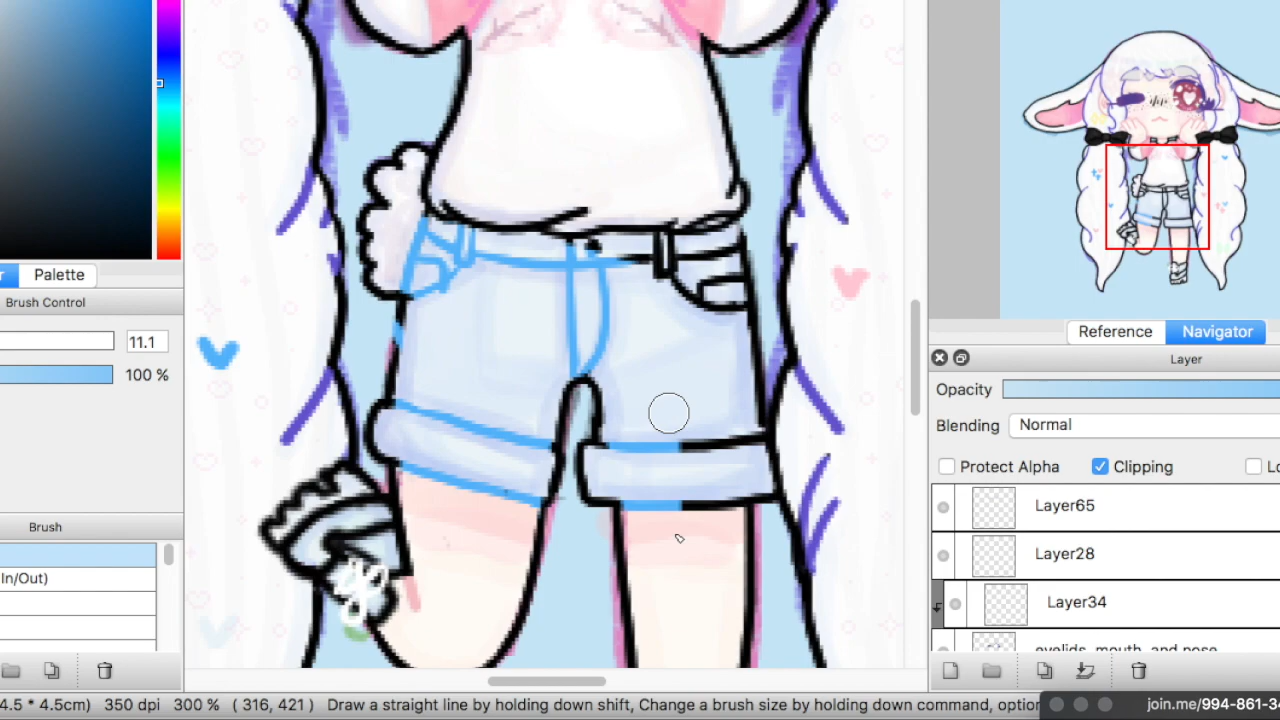 Palette
Brush Control
11.1
100 %
Brush
In/Out)
Reference
Navigator
Layer
Opacity
Blending
Normal
Protect Alpha
Clipping
Layer65
Layer28
Layer34
eyelids, mouth, and nose
4.5 * 4.5cm) 350 dpi 300 % ( 316, 421 ) Draw a straight line by holding down shift, Change a brush size by holding down command, option
join.me/994-861-3